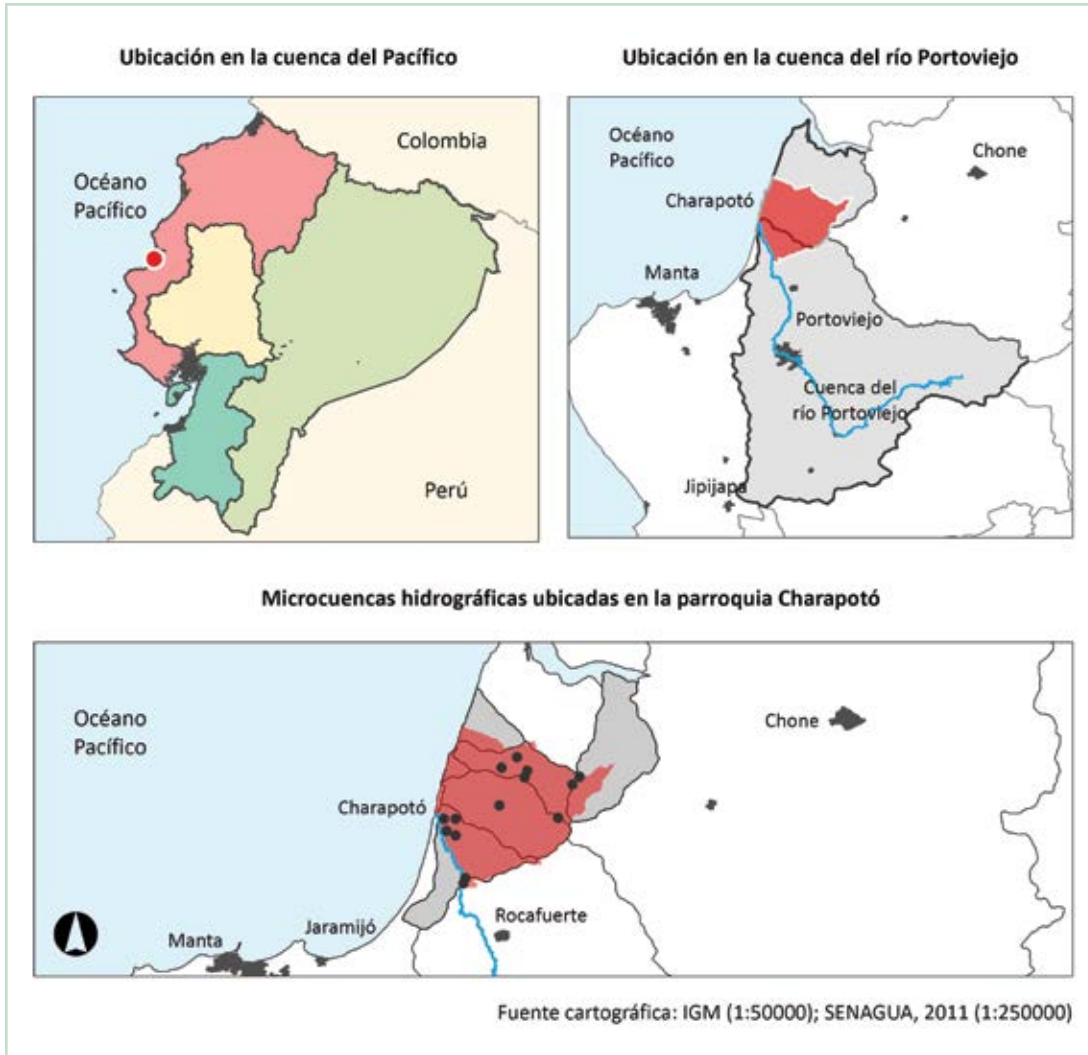 Ubicación en la cuenca del Pacífico
Colombia
Océano
Pacífico
Perú
Ubicación en la cuenca del río Portoviejo
Océano
Pacífico
Chone
Charapotó
Manta
Portoviejo
Cuenca del
río Portoviejo
Jipijapa
Microcuencas hidrográficas ubicadas en la parroquia Charapotó
Océano
Pacífico
Chone
Charapotó
Rocafuerte
Jaramijó
Manta
Fuente cartográfica: IGM (1:50000); SENAGUA, 2011 (1:250000)